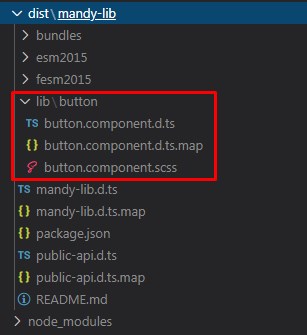 dist\mandy-lib
bundles
esm2015
fesm2015
lib\button
TS button.component.d.ts
{} button.component.d.ts.map
button.component.scss
TS mandy-lib.d.ts
{} mandy-lib.d.ts.map
{} package.json
TS public-api.d.ts
{} public-api.d.ts.map
README.md
node_modules